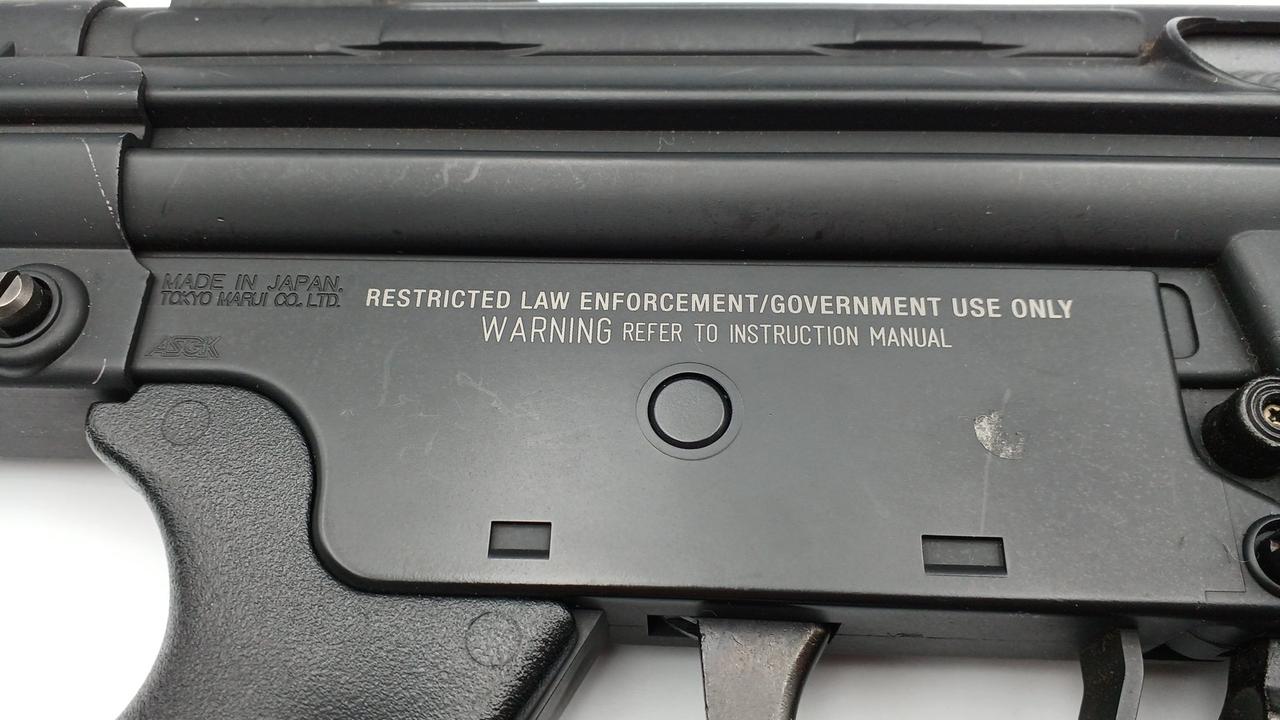 MADE IN JAPAN.
TOKYO MARUI CO. LTD.
ASGK
RESTRICTED LAW ENFORCEMENT/GOVERNMENT USE ONLY
WARNING REFER TO INSTRUCTION MANUAL